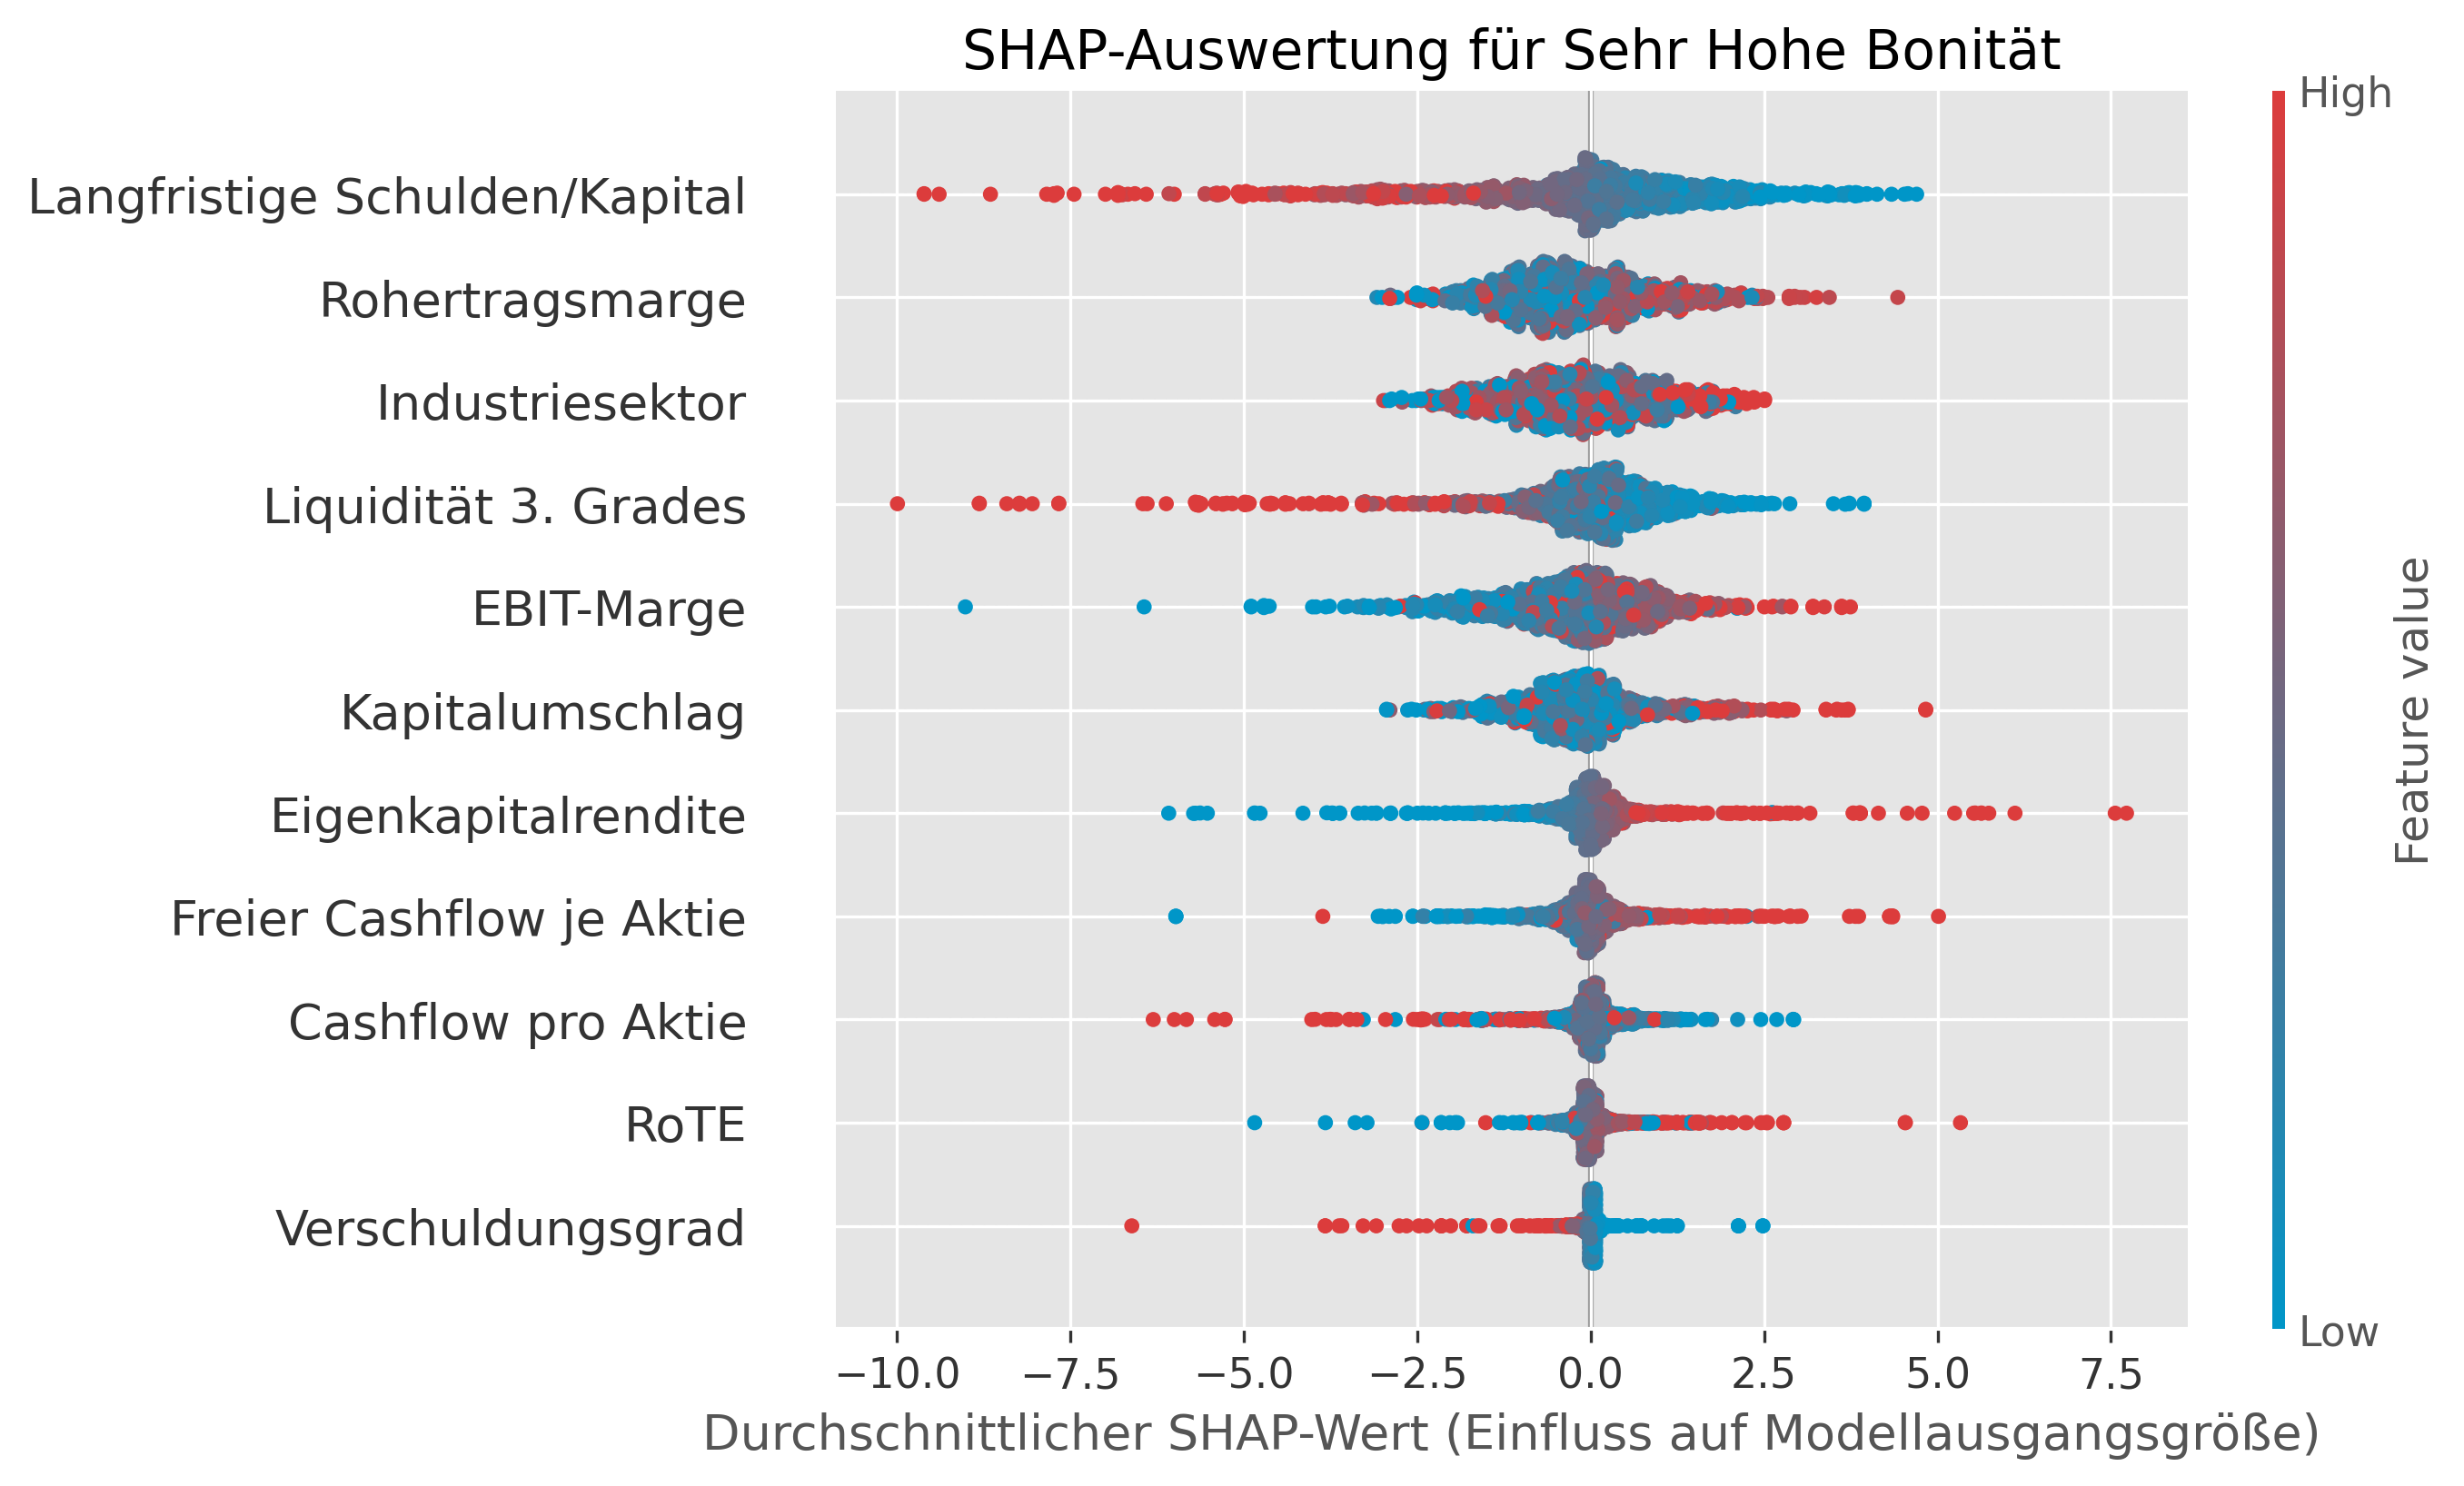 SHAP-Auswertung für Sehr Hohe Bonität
High
Langfristige Schulden/Kapital
Rohertragsmarge
Industriesektor
Liquidität 3. Grades
EBIT-Marge
Kapitalumschlag
Eigenkapitalrendite
Freier Cashflow je Aktie
Cashflow pro Aktie
RoTE
Verschuldungsgrad
Feature value
Low
−10.0 −7.5 −5.0 −2.5 0.0 2.5 5.0 7.5
Durchschnittlicher SHAP-Wert (Einfluss auf Modellausgangsgröße)